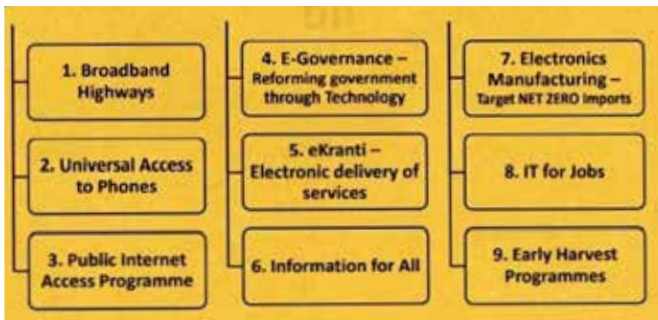 1. Broadband
Highways
2. Universal Access
to Phones
3. Public Internet
Access Programme
4. E-Governance –
Reforming government
through Technology
5. eKranti –
Electronic delivery of
services
6. Information for All
7. Electronics
Manufacturing –
Target NET ZERO Imports
8. IT for Jobs
9. Early Harvest
Programmes